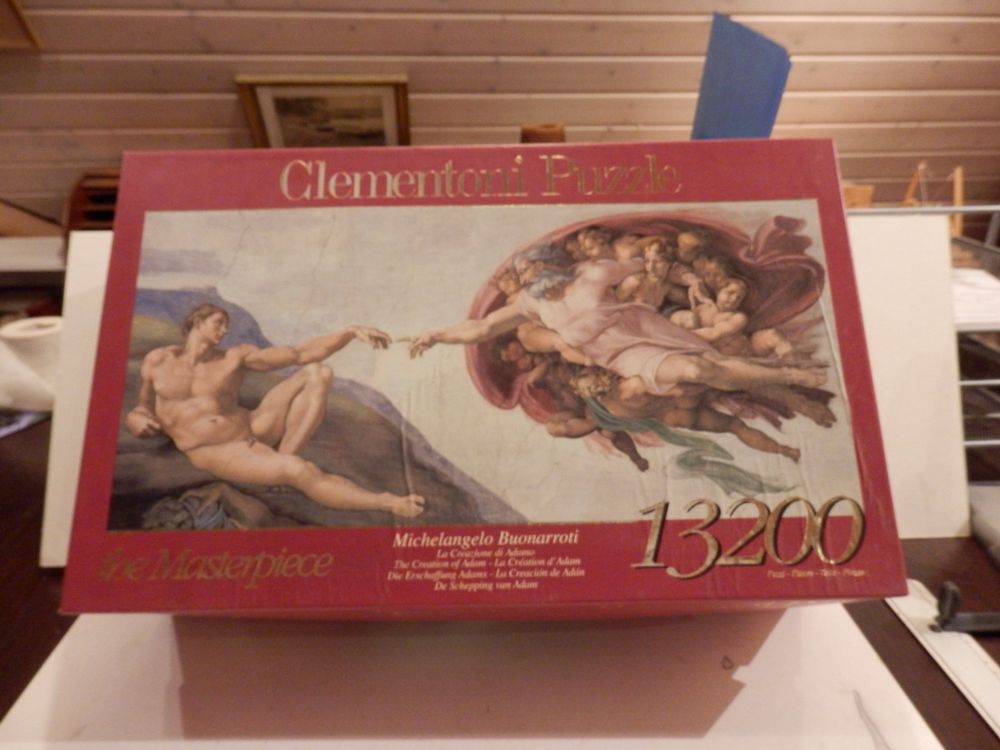 Clementoni Puzzle
the Masterpiece
Michelangelo Buonarroti
La Creazione di Adamo
The Creation of Adam - La Création d'Adam
Die Erschaffung Adams - La Creación de Adán
De Schepping van Adam
13200